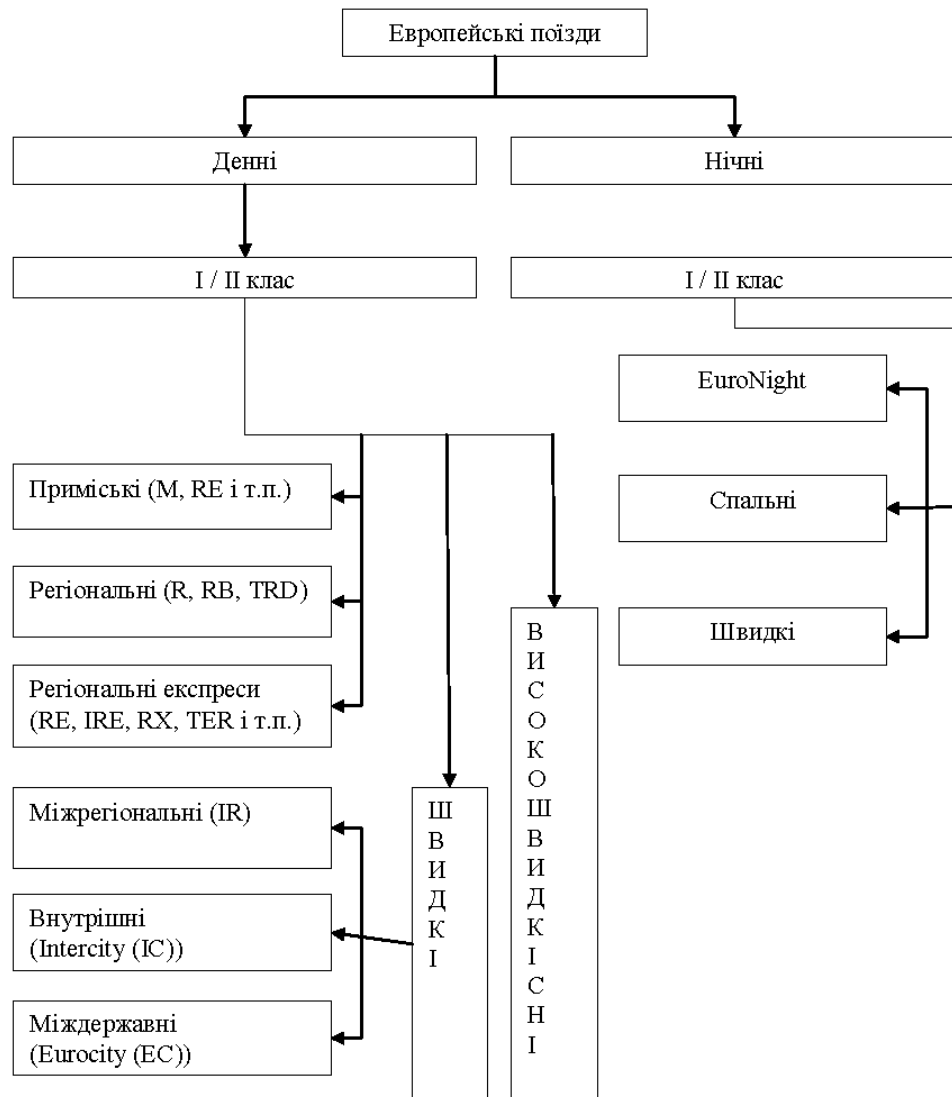 Европейські поїзди
Денні
Нічні
I / II клас
I / II клас
EuroNight
Спальні
Швидкі
Приміські (M, RE і т.п.)
Регіональні (R, RB, TRD)
Регіональні експреси
(RE, IRE, RX, TER і т.п.)
Міжрегіональні (IR)
Внутрішні
(Intercity (IC))
Міждержавні
(Eurocity (EC))
ШВИДКІ
ВИСОКОШВИДКІСНІ